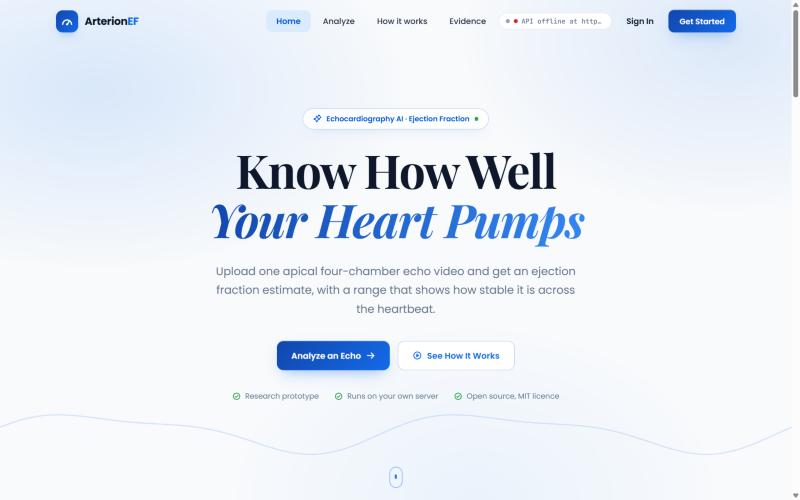 ArterionEF
Home
Analyze
How it works
Evidence
API offline at http…
Sign In
Get Started
Echocardiography AI · Ejection Fraction
Know How Well
Your Heart Pumps
Upload one apical four-chamber echo video and get an ejection
fraction estimate, with a range that shows how stable it is across
the heartbeat.
Analyze an Echo →
See How It Works
Research prototype
Runs on your own server
Open source, MIT licence